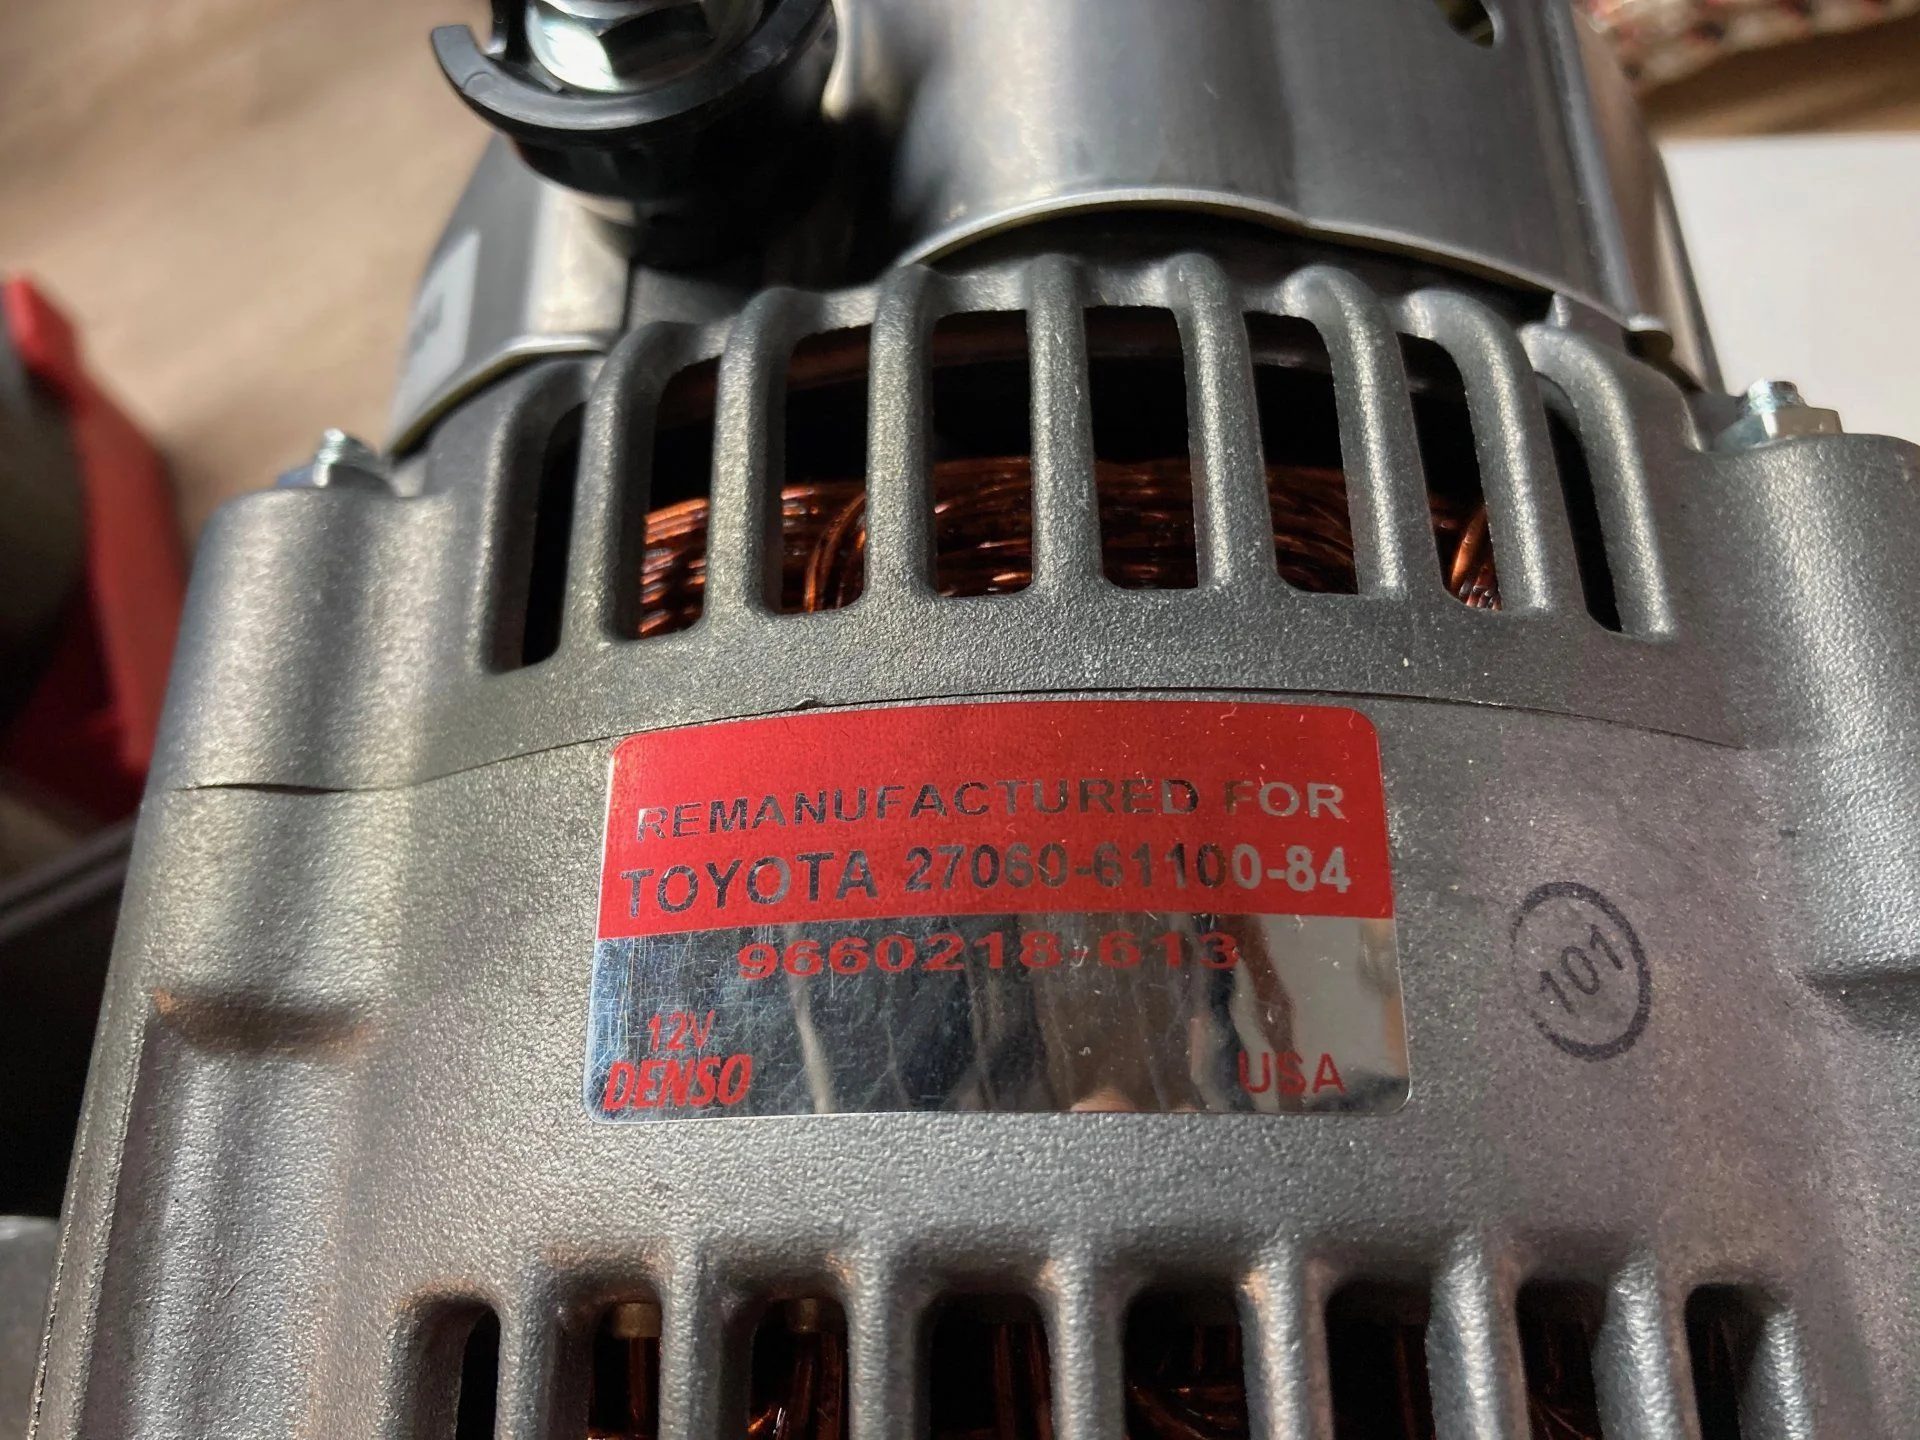 REMANUFACTURED FOR
TOYOTA 27060-61100-84
9660218-613
12V
DENSO
USA
101